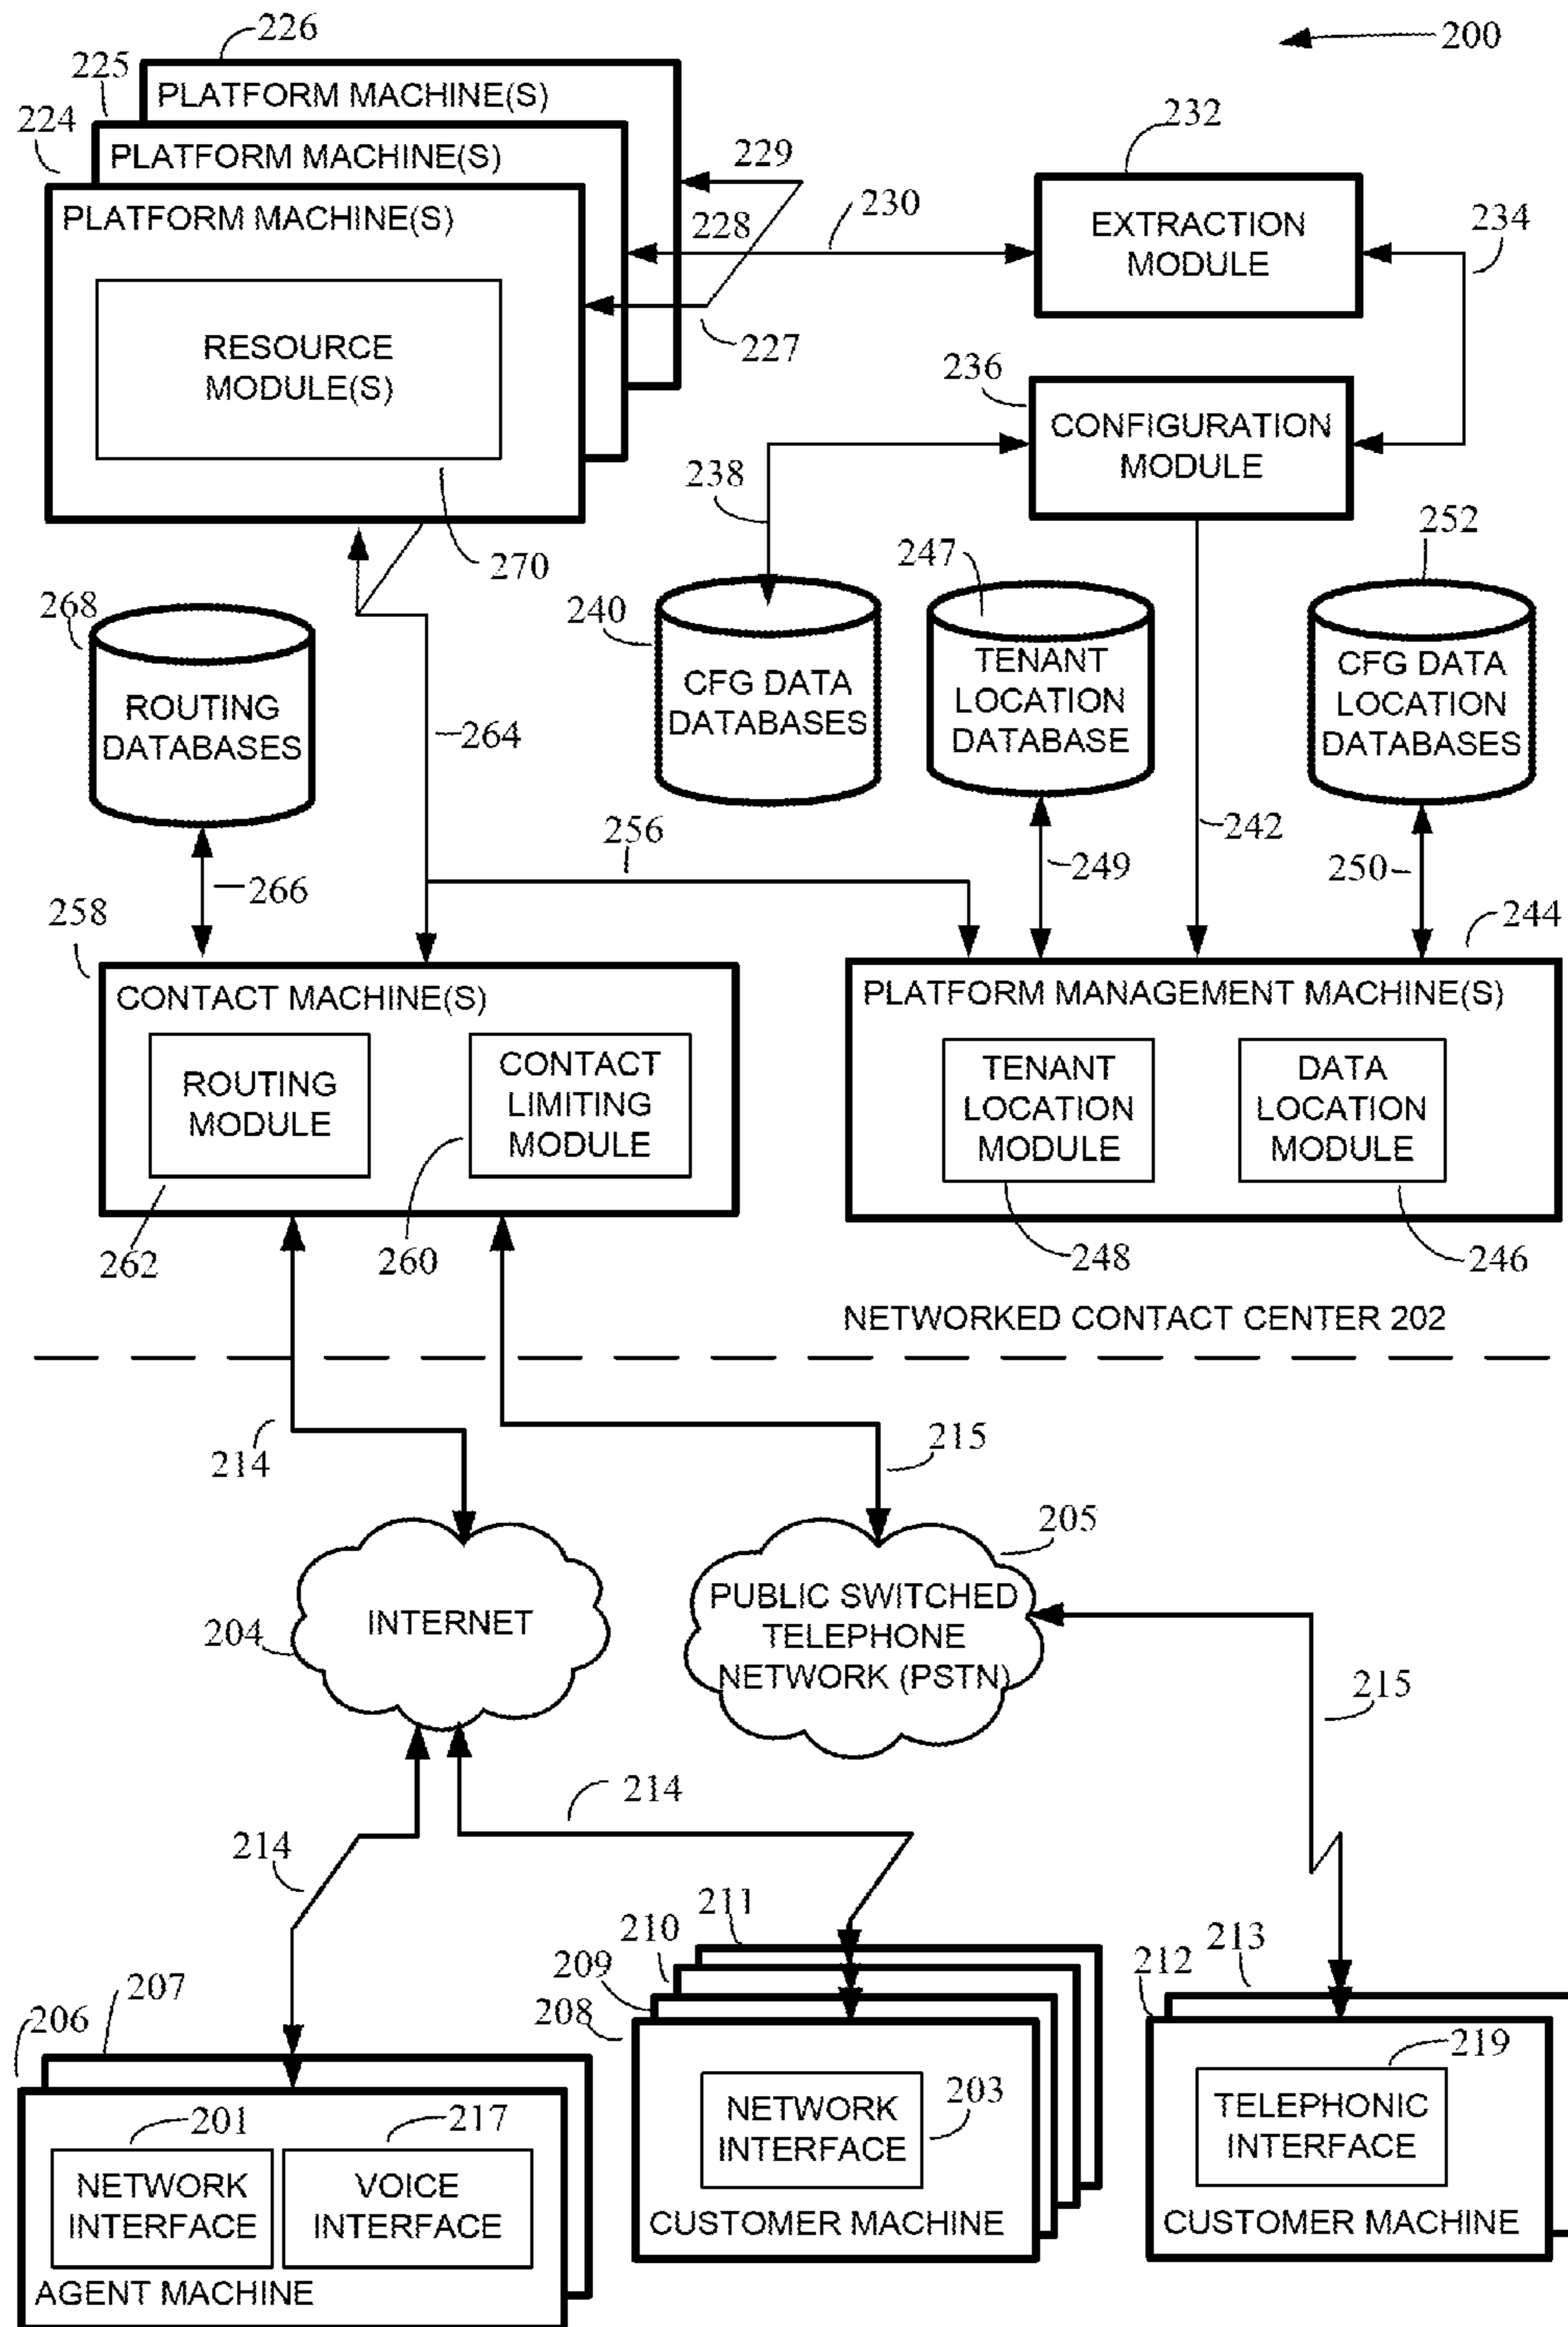 226
200
225
PLATFORM MACHINE(S)
224
232
PLATFORM MACHINE(S)
229
PLATFORM MACHINE(S)
228
230
EXTRACTION
MODULE
234
RESOURCE
MODULE(S)
227
236
CONFIGURATION
MODULE
238
252
247
270
268
240
ROUTING
DATABASES
CFG DATA
DATABASES
TENANT
LOCATION
DATABASE
CFG DATA
LOCATION
DATABASES
264
242
256
249
250
266
258
244
CONTACT MACHINE(S)
PLATFORM MANAGEMENT MACHINE(S)
ROUTING
MODULE
CONTACT
LIMITING
MODULE
TENANT
LOCATION
MODULE
DATA
LOCATION
MODULE
262
260
248
246
NETWORKED CONTACT CENTER 202
214
215
205
INTERNET
204
PUBLIC SWITCHED
TELEPHONE
NETWORK (PSTN)
215
214
214
211
210
209
208
213
212
207
206
219
201
217
NETWORK
INTERFACE
203
TELEPHONIC
INTERFACE
NETWORK
INTERFACE
VOICE
INTERFACE
CUSTOMER MACHINE
CUSTOMER MACHINE
AGENT MACHINE